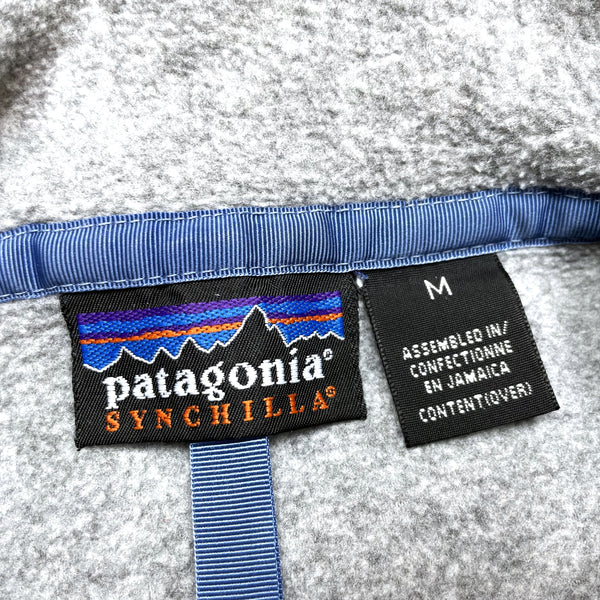 patagonia®
SYNCHILLA®
M
ASSEMBLED IN/
CONFECTIONNE
EN JAMAICA
CONTENT(OVER)